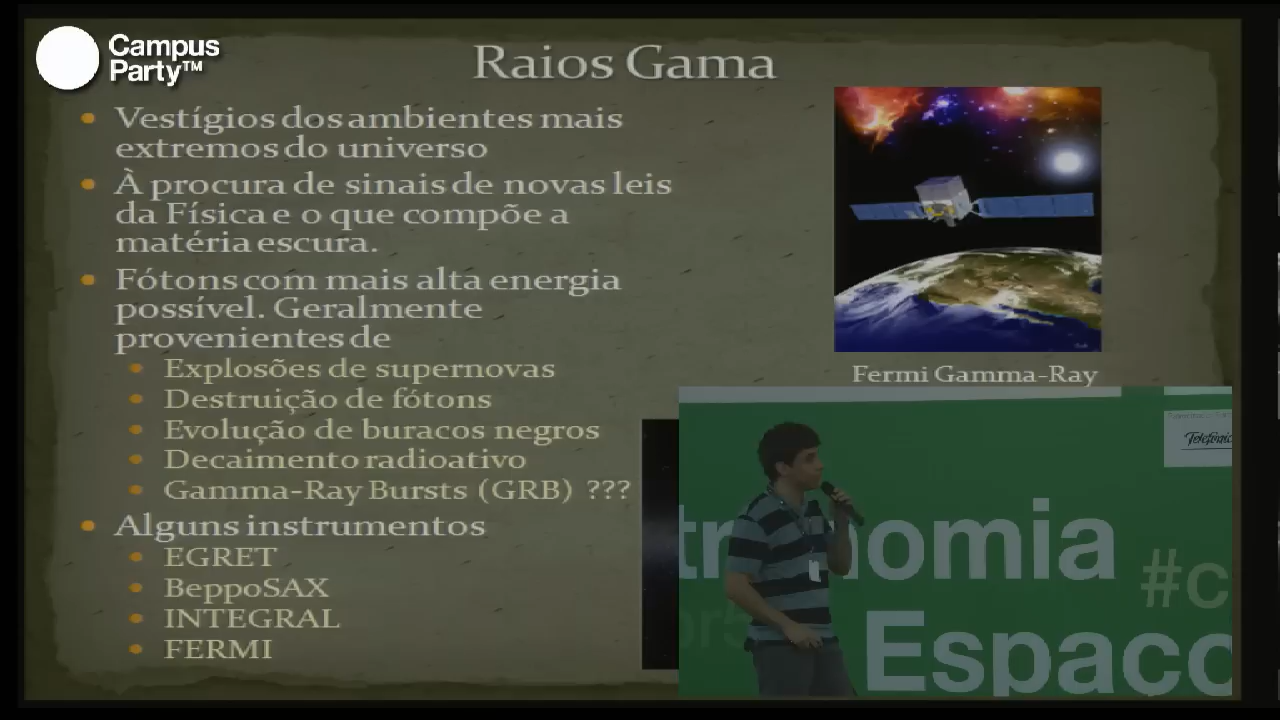 Campus
Party™
Raios Gama
Vestígios dos ambientes mais
extremos do universo
À procura de sinais de novas leis
da Física e o que compõe a
matéria escura.
Fótons com mais alta energia
possível. Geralmente
provenientes de
Explosões de supernovas
Destruição de fótons
Evolução de buracos negros
Decaimento radioativo
Gamma-Ray Bursts (GRB) ???
Alguns instrumentos
EGRET
BeppoSAX
INTEGRAL
FERMI
Fermi Gamma-Ray
Telefónic
tr nomia
#c
Espaço